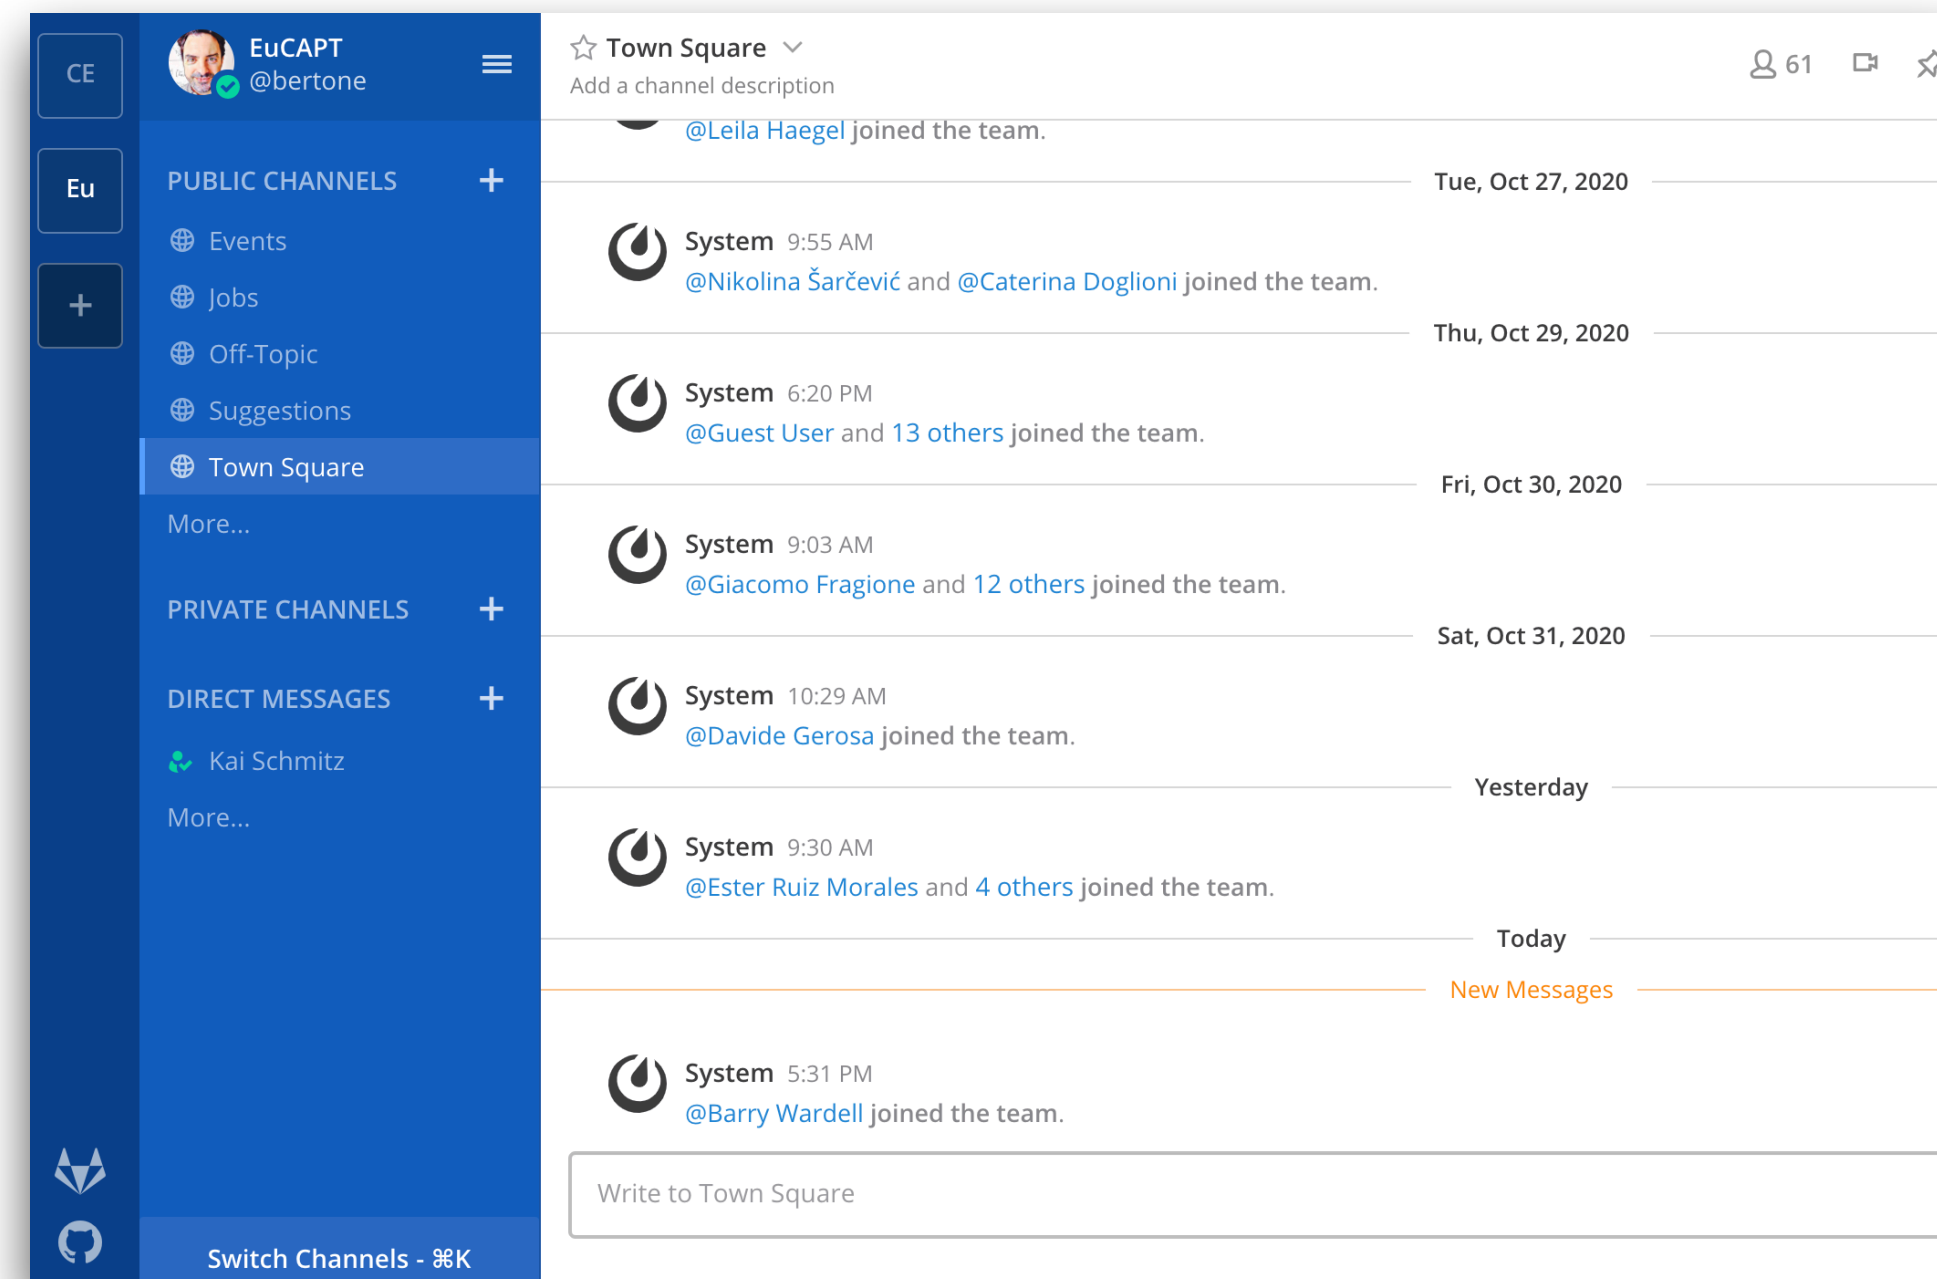 CE
Eu
+
EuCAPT
@bertone
PUBLIC CHANNELS +
Events
Jobs
Off-Topic
Suggestions
Town Square
More...
PRIVATE CHANNELS +
DIRECT MESSAGES +
Kai Schmitz
More...
Switch Channels - ⌘K
Town Square
61
Add a channel description
@Leila Haegel joined the team.
Tue, Oct 27, 2020
System 9:55 AM
@Nikolina Šarčević and @Caterina Doglioni joined the team.
Thu, Oct 29, 2020
System 6:20 PM
@Guest User and 13 others joined the team.
Fri, Oct 30, 2020
System 9:03 AM
@Giacomo Fragione and 12 others joined the team.
Sat, Oct 31, 2020
System 10:29 AM
@Davide Gerosa joined the team.
Yesterday
System 9:30 AM
@Ester Ruiz Morales and 4 others joined the team.
Today
New Messages
System 5:31 PM
@Barry Wardell joined the team.
Write to Town Square